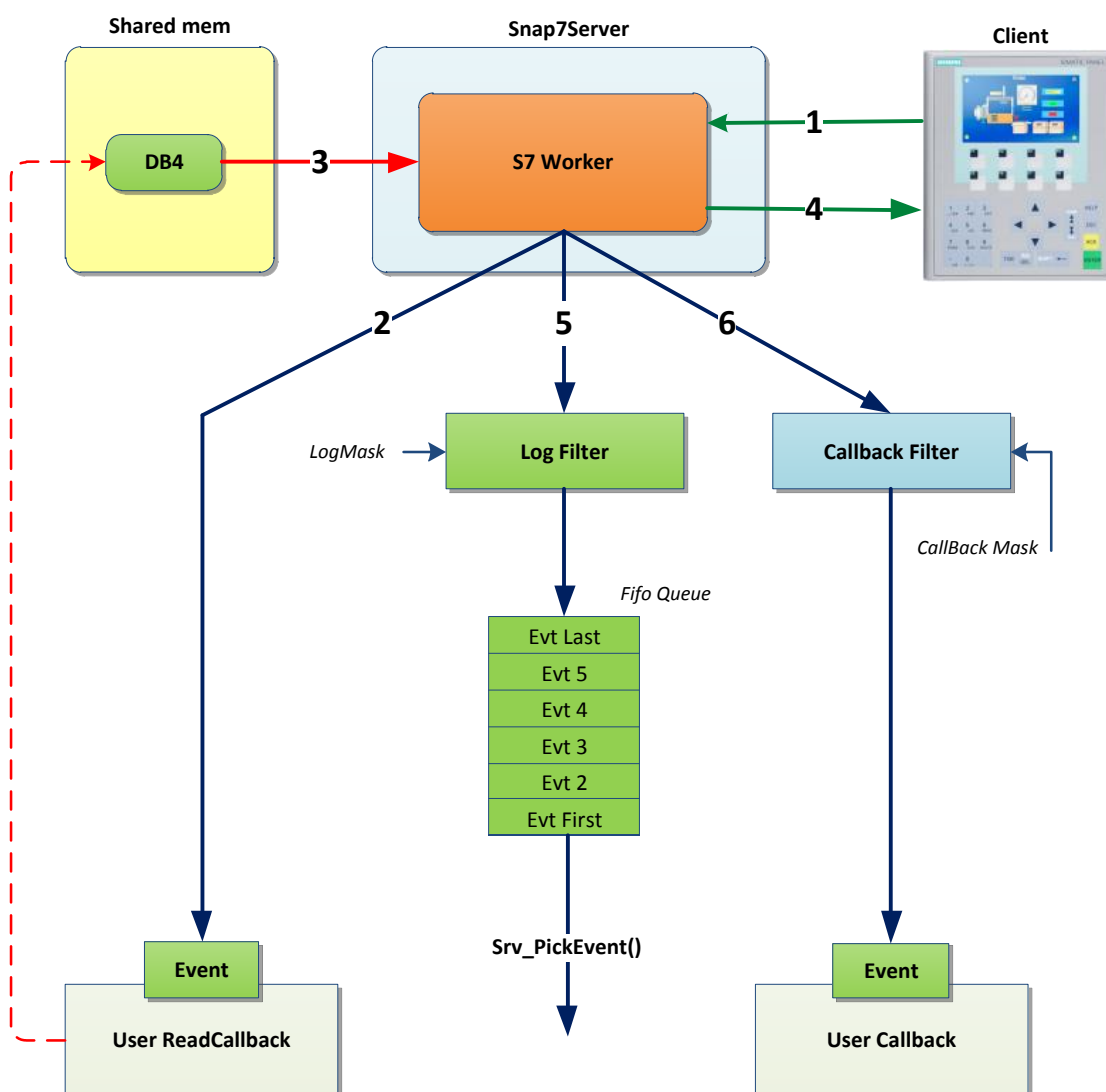 Shared mem
Snap7Server
Client
SIEMENS
DB4
3
S7 Worker
1
4
2
5
6
LogMask
Log Filter
Callback Filter
CallBack Mask
Fifo Queue
Evt Last
Evt 5
Evt 4
Evt 3
Evt 2
Evt First
Srv_PickEvent()
Event
Event
User ReadCallback
User Callback